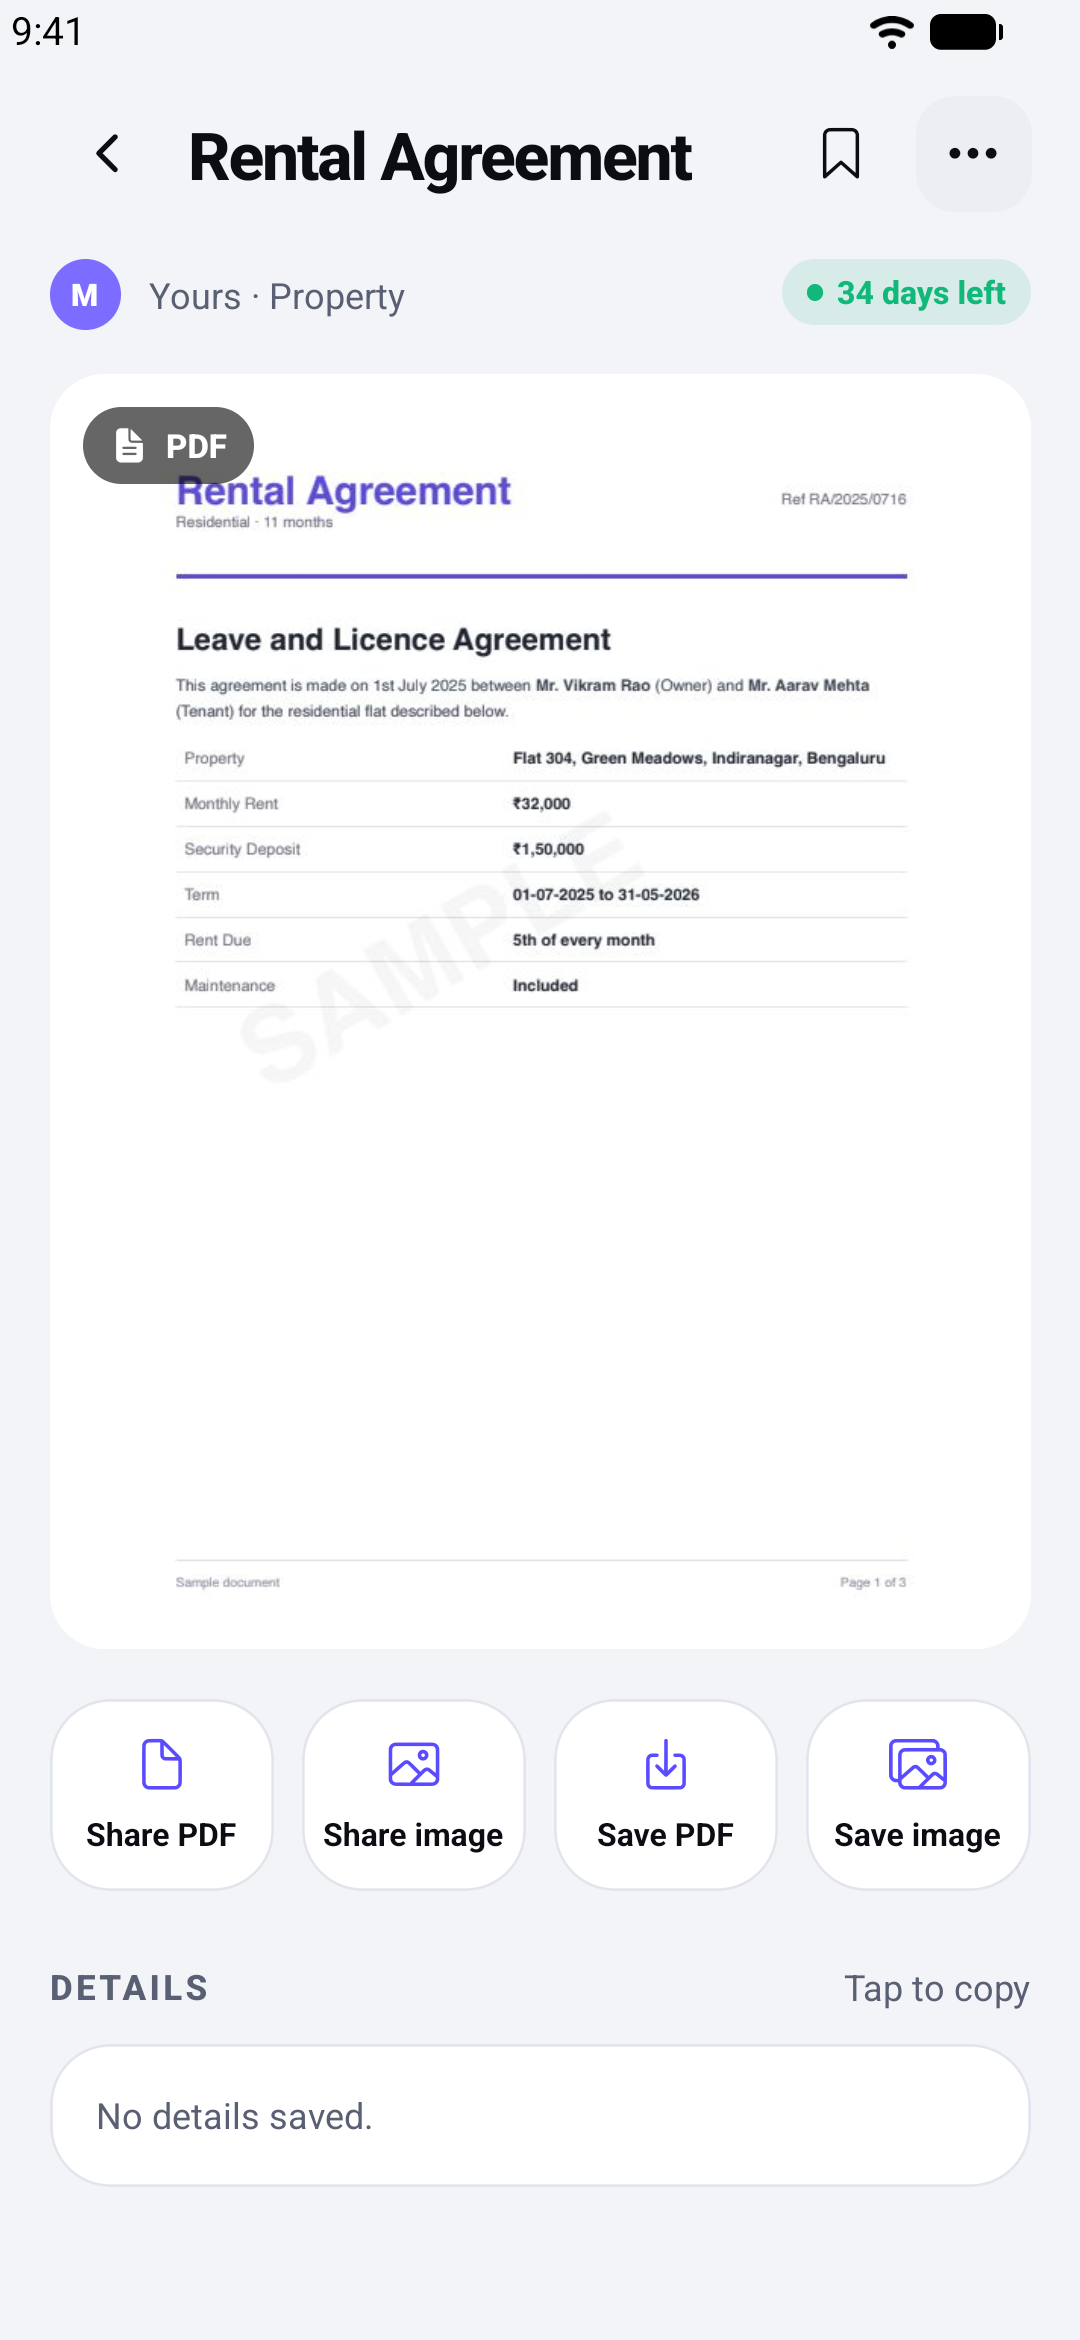 9:41
Rental Agreement
M
Yours · Property
34 days left
PDF
Rental Agreement
Ref RA/2025/0716
Residential · 11 months
Leave and Licence Agreement
This agreement is made on 1st July 2025 between Mr. Vikram Rao (Owner) and Mr. Aarav Mehta
(Tenant) for the residential flat described below.
Property Flat 304, Green Meadows, Indiranagar, Bengaluru
Monthly Rent ₹32,000
Security Deposit ₹1,50,000
Term 01-07-2025 to 31-05-2026
Rent Due 5th of every month
Maintenance Included
SAMPLE
Sample document Page 1 of 3
Share PDF Share image Save PDF Save image
DETAILS Tap to copy
No details saved.